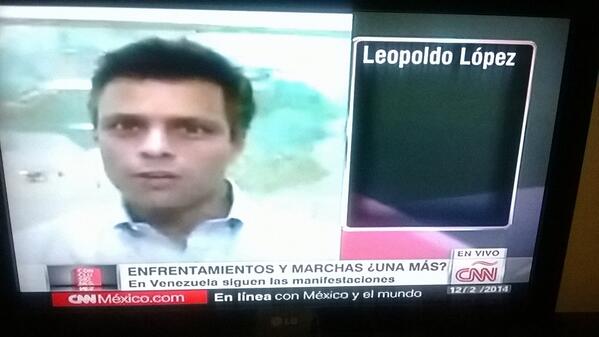 Leopoldo López
EN VIVO
ENFRENTAMIENTOS Y MARCHAS ¿UNA MÁS?
En Venezuela siguen las manifestaciones
CNN
12/2/2014
CNNMéxico.com
En línea con México y el mundo
LG